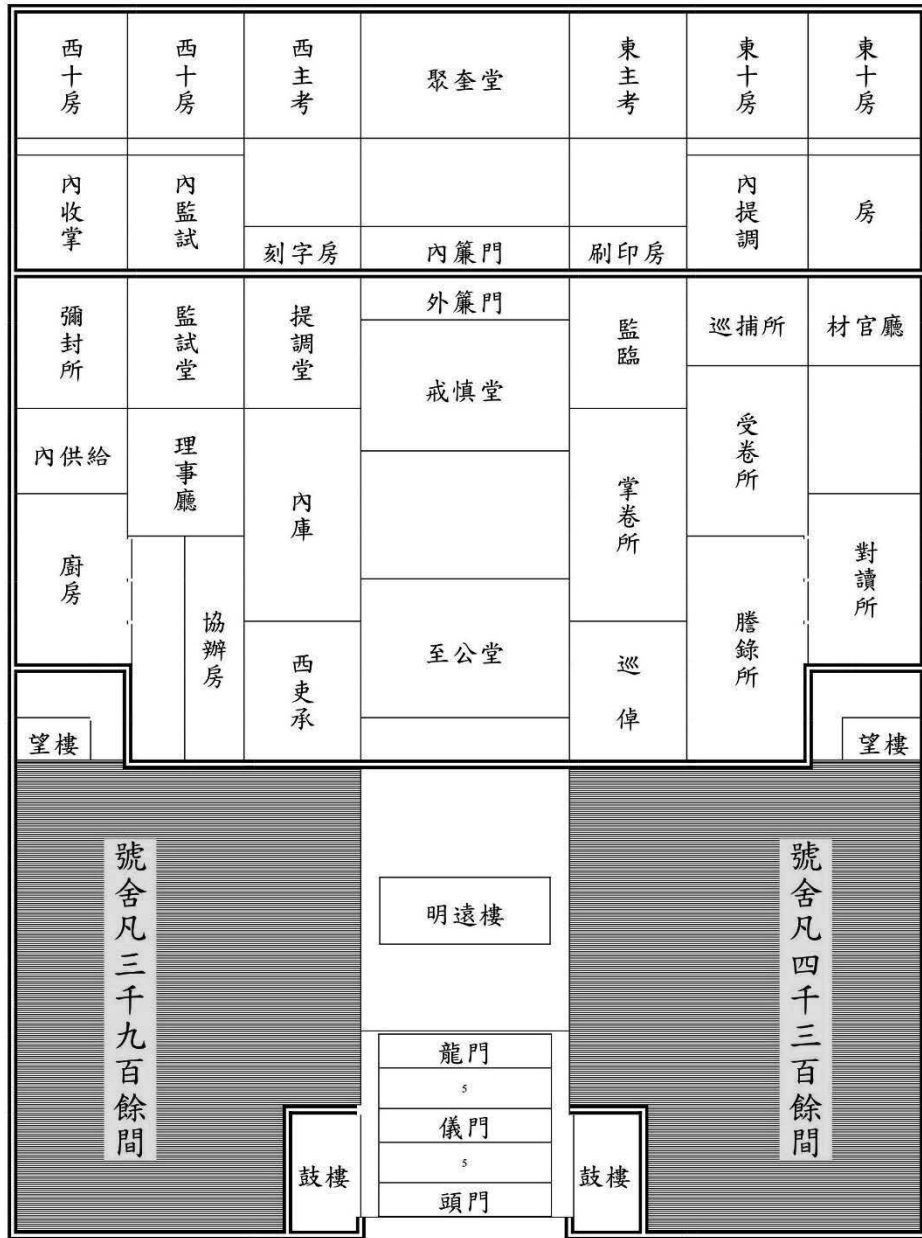 西十房
西十房
西主考
聚奎堂
東主考
東十房
東十房
內收掌
內監試
刻字房
內簾門
刷印房
內提調
房
彌封所
監試堂
提調堂
外簾門
監臨
巡捕所
材官廳
戒慎堂
內供給
理事廳
內庫
掌卷所
受卷所
廚房
協辦房
對讀所
西吏承
至公堂
巡倬
謄錄所
望樓
望樓
號舍凡三千九百餘間
明遠樓
號舍凡四千三百餘間
龍門
5
儀門
5
頭門
鼓樓
鼓樓